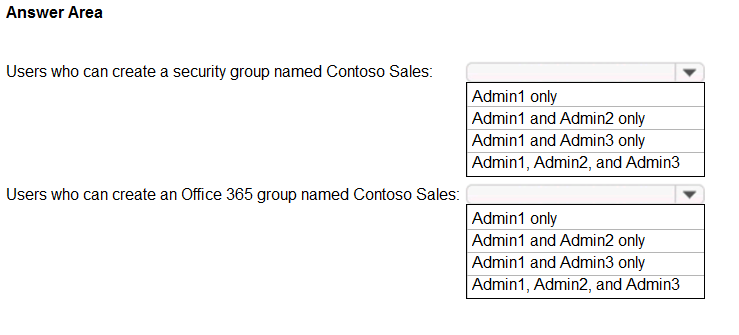 Answer Area
Users who can create a security group named Contoso Sales:
Admin1 only
Admin1 and Admin2 only
Admin1 and Admin3 only
Admin1, Admin2, and Admin3
Users who can create an Office 365 group named Contoso Sales:
Admin1 only
Admin1 and Admin2 only
Admin1 and Admin3 only
Admin1, Admin2, and Admin3